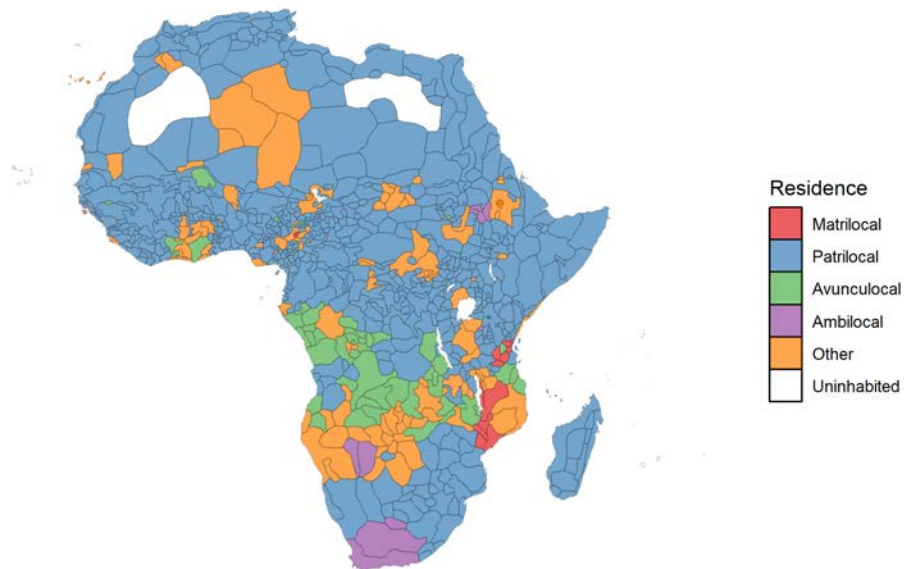 Residence
Matrilocal
Patrilocal
Avunculocal
Ambilocal
Other
Uninhabited